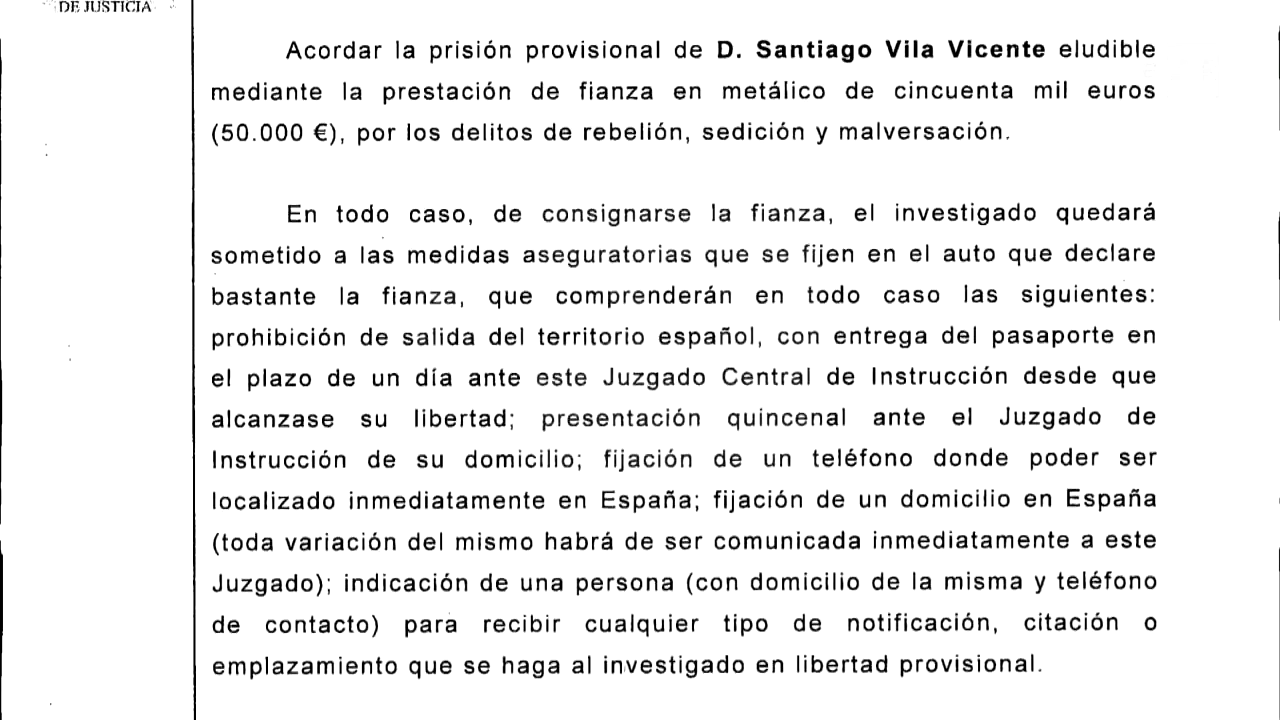 DE JUSTICIA
Acordar la prisión provisional de D. Santiago Vila Vicente eludible
mediante la prestación de fianza en metálico de cincuenta mil euros
(50.000 €), por los delitos de rebelión, sedición y malversación.
En todo caso, de consignarse la fianza, el investigado quedará
sometido a las medidas aseguratorias que se fijen en el auto que declare
bastante la fianza, que comprenderán en todo caso las siguientes:
prohibición de salida del territorio español, con entrega del pasaporte en
el plazo de un día ante este Juzgado Central de Instrucción desde que
alcanzase su libertad; presentación quincenal ante el Juzgado de
Instrucción de su domicilio; fijación de un teléfono donde poder ser
localizado inmediatamente en España; fijación de un domicilio en España
(toda variación del mismo habrá de ser comunicada inmediatamente a este
Juzgado); indicación de una persona (con domicilio de la misma y teléfono
de contacto) para recibir cualquier tipo de notificación, citación o
emplazamiento que se haga al investigado en libertad provisional.